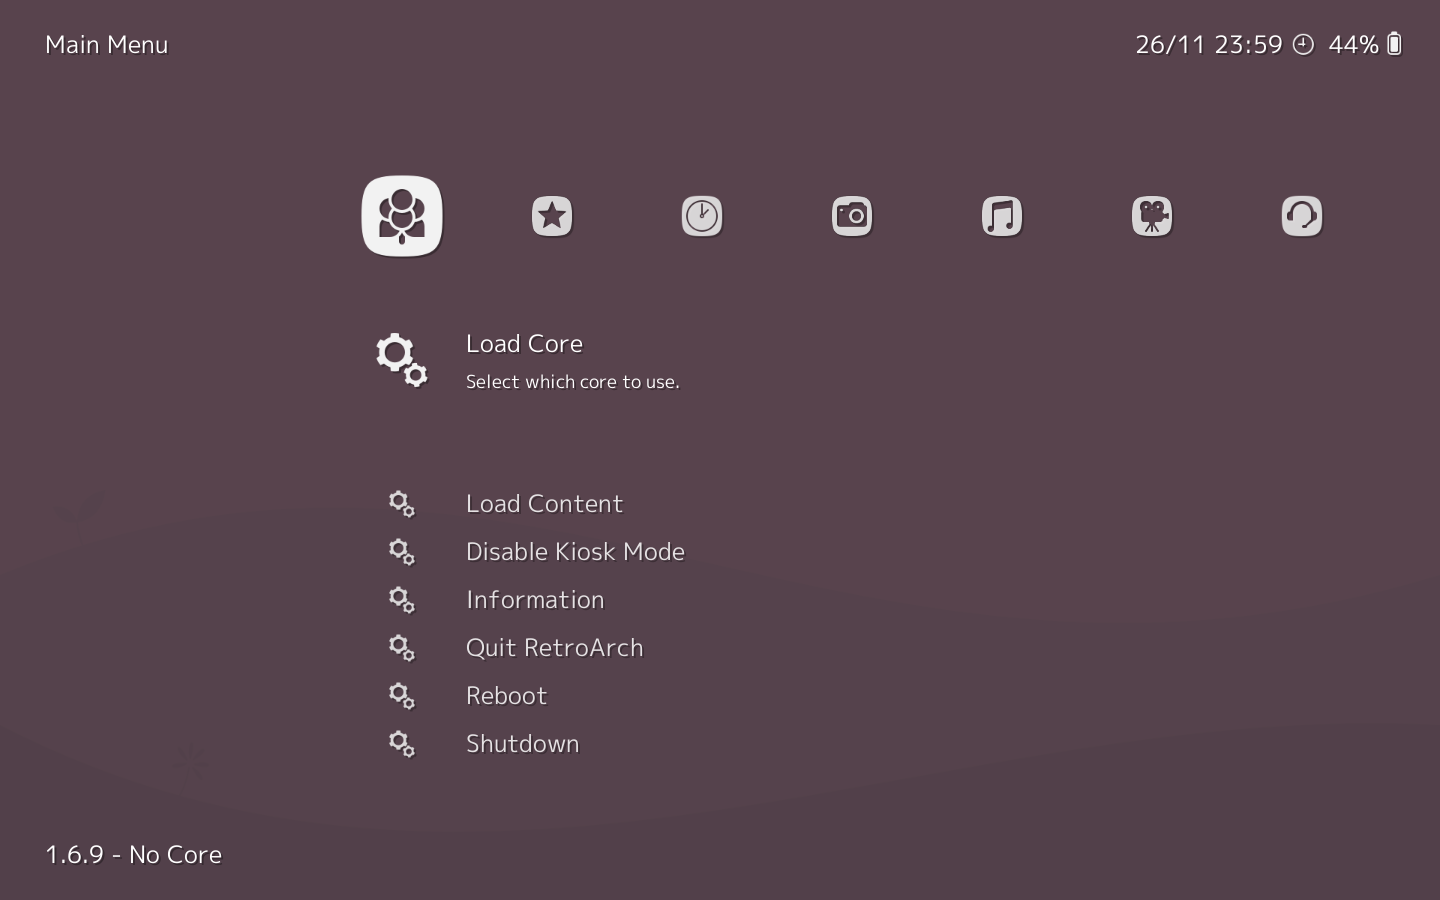 Main Menu
26/11 23:59 44%
Load Core
Select which core to use.
Load Content
Disable Kiosk Mode
Information
Quit RetroArch
Reboot
Shutdown
1.6.9 - No Core